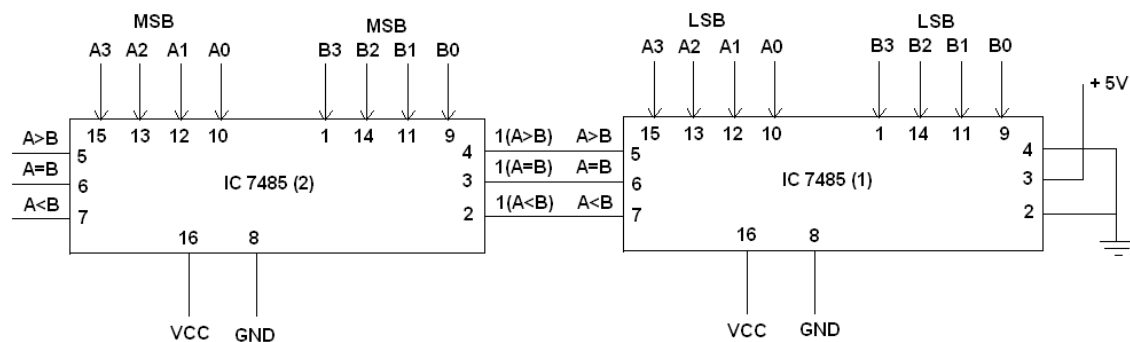 MSB MSB LSB LSB
A3 A2 A1 A0 B3 B2 B1 B0 A3 A2 A1 A0 B3 B2 B1 B0
+ 5V
15 13 12 10 1 14 11 9 15 13 12 10 1 14 11 9
A>B 5 4 1(A>B) A>B 5 4
A=B 6 IC 7485 (2) 3 1(A=B) A=B 6 IC 7485 (1) 3
A<B 7 2 1(A<B) A<B 7 2
16 8 16 8
VCC GND VCC GND